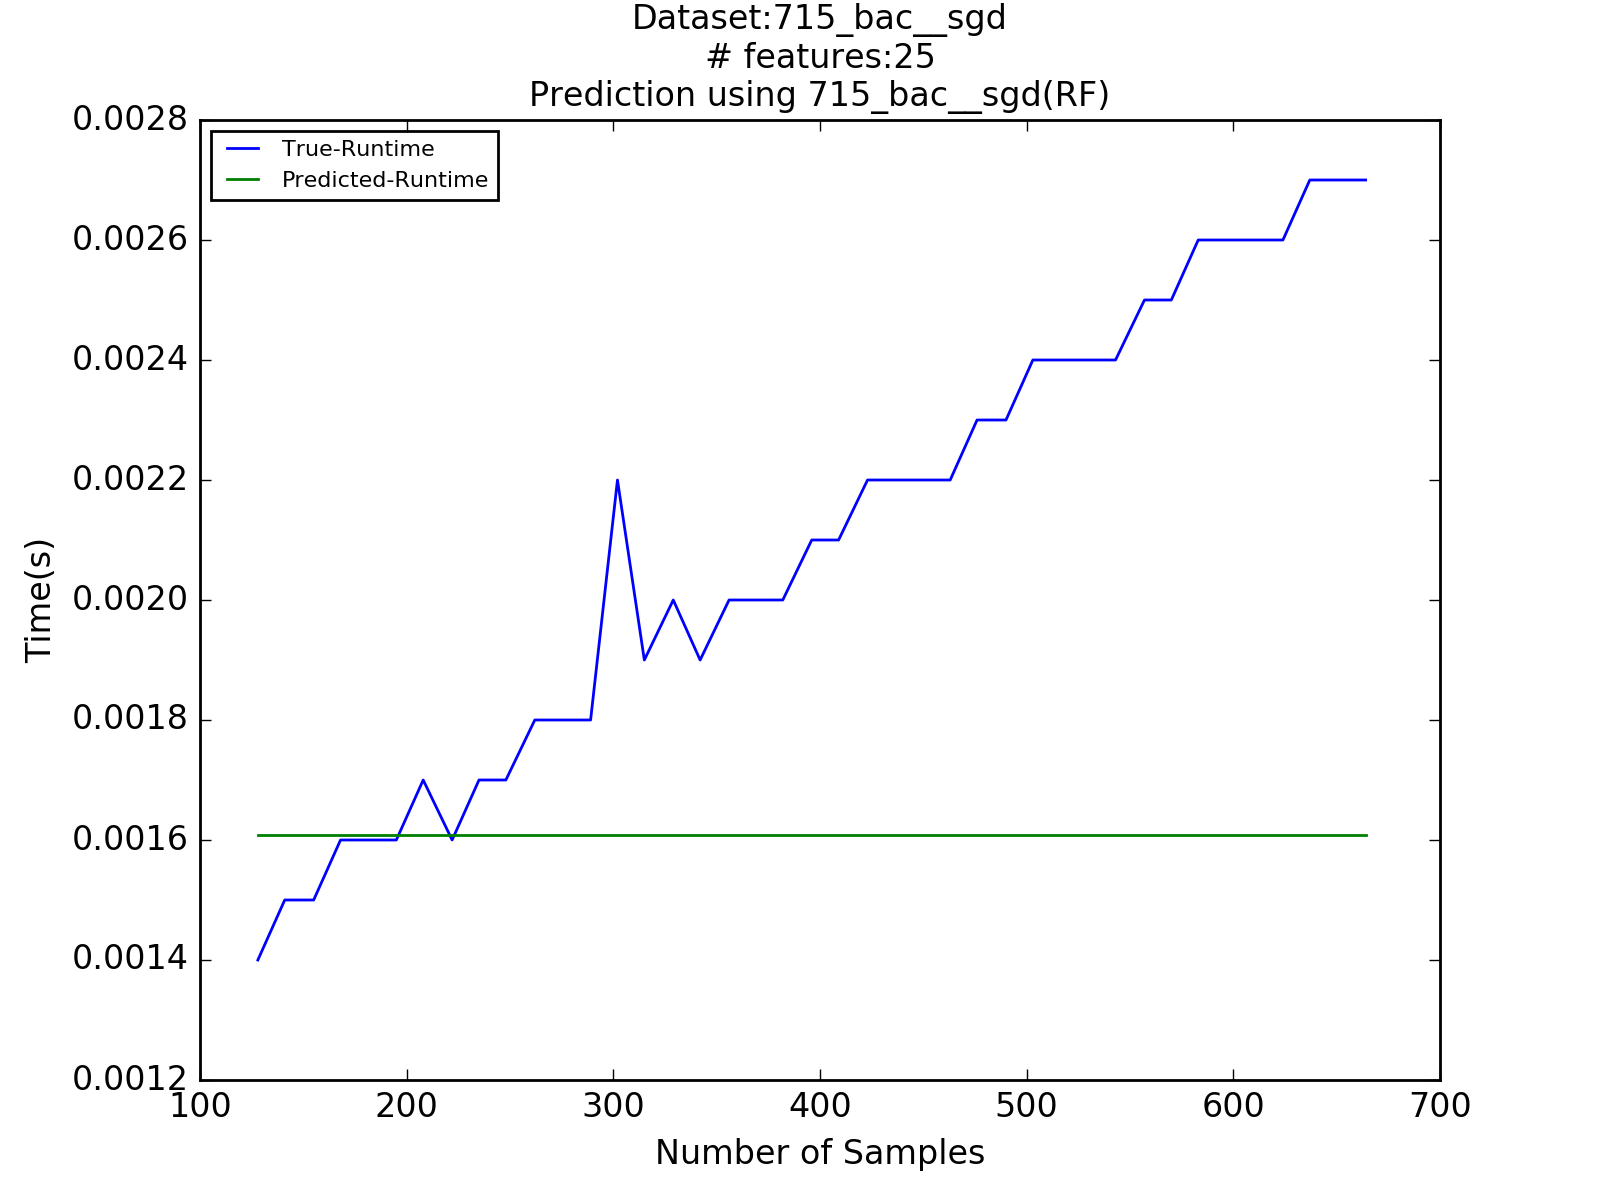 Dataset:715_bac__sgd
# features:25
Prediction using 715_bac__sgd(RF)
True-Runtime
Predicted-Runtime
0.0028
0.0026
0.0024
0.0022
0.0020
0.0018
0.0016
0.0014
0.0012
Time(s)
100 200 300 400 500 600 700
Number of Samples